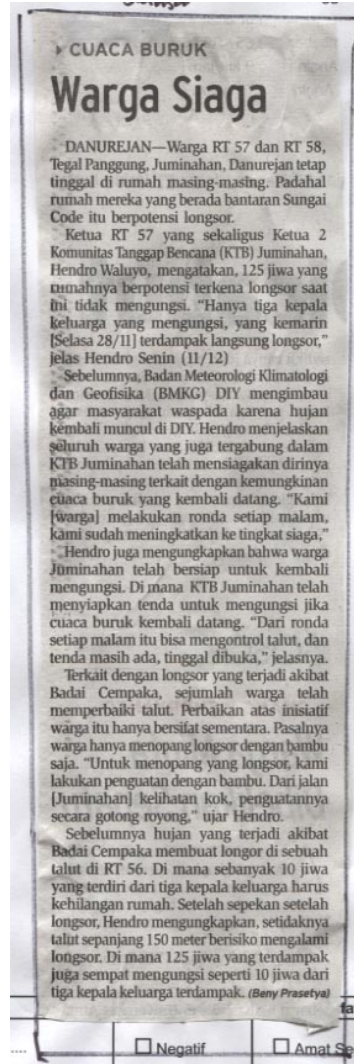 ▸ CUACA BURUK
Warga Siaga
DANUREJAN—Warga RT 57 dan RT 58,
Tegal Panggung, Juminahan, Danurejan tetap
tinggal di rumah masing-masing. Padahal
rumah mereka yang berada bantaran Sungai
Code itu berpotensi longsor.
Ketua RT 57 yang sekaligus Ketua 2
Komunitas Tanggap Bencana (KTB) Juminahan,
Hendro Waluyo, mengatakan, 125 jiwa yang
rumahnya berpotensi terkena longsor saat
ini tidak mengungsi. “Hanya tiga kepala
keluarga yang mengungsi, yang kemarin
[Selasa 28/11] terdampak langsung longsor,”
jelas Hendro Senin (11/12)
Sebelumnya, Badan Meteorologi Klimatologi
dan Geofisika (BMKG) DIY mengimbau
agar masyarakat waspada karena hujan
kembali muncul di DIY. Hendro menjelaskan
seluruh warga yang juga tergabung dalam
KTB Juminahan telah mensiagakan dirinya
masing-masing terkait dengan kemungkinan
cuaca buruk yang kembali datang. “Kami
[warga] melakukan ronda setiap malam,
kami sudah meningkatkan ke tingkat siaga,”
Hendro juga mengungkapkan bahwa warga
Juminahan telah bersiap untuk kembali
mengungsi. Di mana KTB Juminahan telah
menyiapkan tenda untuk mengungsi jika
cuaca buruk kembali datang. “Dari ronda
setiap malam itu bisa mengontrol talut, dan
tenda masih ada, tinggal dibuka,” jelasnya.
Terkait dengan longsor yang terjadi akibat
Badai Cempaka, sejumlah warga telah
memperbaiki talut. Perbaikan atas inisiatif
warga itu hanya bersifat sementara. Pasalnya
warga hanya menopang longsor dengan bambu
saja. “Untuk menopang yang longsor, kami
lakukan penguatan dengan bambu. Dari jalan
[Juminahan] kelihatan kok, penguatannya
secara gotong royong,” ujar Hendro.
Sebelumnya hujan yang terjadi akibat
Badai Cempaka membuat longor di sebuah
talut di RT 56. Di mana sebanyak 10 jiwa
yang terdiri dari tiga kepala keluarga harus
kehilangan rumah. Setelah sepekan setelah
longsor, Hendro mengungkapkan, setidaknya
talut sepanjang 150 meter berisiko mengalami
longsor. Di mana 125 jiwa yang terdampak
juga sempat mengungsi seperti 10 jiwa dari
tiga kepala keluarga terdampak. (Beny Prasetya)
fa
.... Negatif Amat Se